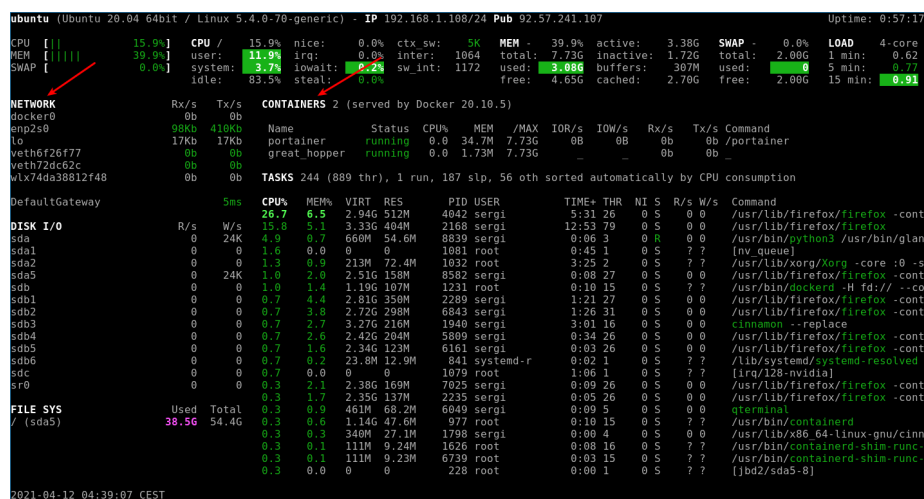 ubuntu (Ubuntu 20.04 64bit / Linux 5.4.0-70-generic) - IP 192.168.1.108/24 Pub 92.57.241.107 Uptime: 0:57:17
CPU [|| 15.9%] CPU / 15.9% nice: 0.0% ctx_sw: 5K MEM - 39.9% active: 3.38G SWAP - 0.0% LOAD 4-core
MEM [||||| 39.9%] user: 11.9% irq: 0.0% inter: 1064 total: 7.73G inactive: 1.72G total: 2.00G 1 min: 0.62
SWAP [ 0.0%] system: 3.7% iowait: 0.2% sw_int: 1172 used: 3.08G buffers: 307M used: 0 5 min: 0.77
idle: 83.5% steal: 0.0% free: 4.65G cached: 2.70G free: 2.00G 15 min: 0.91
NETWORK Rx/s Tx/s CONTAINERS 2 (served by Docker 20.10.5)
docker0 0b 0b
enp2s0 98Kb 410Kb Name Status CPU% MEM /MAX IOR/s IOW/s Rx/s Tx/s Command
lo 17Kb 17Kb portainer running 0.0 34.7M 7.73G 0B 0B 0b 0b /portainer
veth6f26f77 0b 0b great_hopper running 0.0 1.73M 7.73G _ _ 0b 0b _
veth72dc62c 0b 0b
wlx74da38812f48 0b 0b TASKS 244 (889 thr), 1 run, 187 slp, 56 oth sorted automatically by CPU consumption
DefaultGateway 5ms CPU% MEM% VIRT RES PID USER TIME+ THR NI S R/s W/s Command
26.7 6.5 2.94G 512M 4042 sergi 5:31 26 0 S 0 0 /usr/lib/firefox/firefox -cont
DISK I/O R/s W/s 15.8 5.1 3.33G 404M 2168 sergi 12:53 79 0 S 0 0 /usr/lib/firefox/firefox
sda 0 24K 4.9 0.7 660M 54.6M 8839 sergi 0:06 3 0 R 0 0 /usr/bin/python3 /usr/bin/glan
sda1 0 0 1.6 0.0 0 0 1081 root 0:45 1 0 S ? ? [nv_queue]
sda2 0 0 1.3 0.9 213M 72.4M 1032 root 3:25 2 0 S ? ? /usr/lib/xorg/Xorg -core :0 -s
sda5 0 24K 1.0 2.0 2.51G 158M 8582 sergi 0:08 27 0 S 0 0 /usr/lib/firefox/firefox -cont
sdb 0 0 1.0 1.4 1.19G 107M 1231 root 0:10 15 0 S ? ? /usr/bin/dockerd -H fd:// --co
sdb1 0 0 0.7 4.4 2.81G 350M 2289 sergi 1:21 27 0 S 0 0 /usr/lib/firefox/firefox -cont
sdb2 0 0 0.7 3.8 2.72G 298M 6843 sergi 1:26 31 0 S 0 0 /usr/lib/firefox/firefox -cont
sdb3 0 0 0.7 2.7 3.27G 216M 1940 sergi 3:01 16 0 S 0 0 cinnamon --replace
sdb4 0 0 0.7 2.6 2.42G 204M 5809 sergi 0:34 26 0 S 0 0 /usr/lib/firefox/firefox -cont
sdb5 0 0 0.7 1.6 2.34G 123M 6161 sergi 0:03 26 0 S 0 0 /usr/lib/firefox/firefox -cont
sdb6 0 0 0.7 0.2 23.8M 12.9M 841 systemd-r 0:02 1 0 S ? ? /lib/systemd/systemd-resolved
sdc 0 0 0.7 0.0 0 0 1079 root 1:06 1 0 S ? ? [irq/128-nvidia]
sr0 0 0 0.3 2.1 2.38G 169M 7025 sergi 0:09 26 0 S 0 0 /usr/lib/firefox/firefox -cont
0.3 1.7 2.35G 137M 2235 sergi 0:05 26 0 S 0 0 /usr/lib/firefox/firefox -cont
FILE SYS Used Total 0.3 0.9 461M 68.2M 6049 sergi 0:09 5 0 S 0 0 qterminal
/ (sda5) 38.5G 54.4G 0.3 0.6 1.14G 47.6M 977 root 0:10 15 0 S ? ? /usr/bin/containerd
0.3 0.3 340M 27.1M 1798 sergi 0:00 4 0 S 0 0 /usr/lib/x86_64-linux-gnu/cinn
0.3 0.1 111M 9.24M 1626 root 0:08 16 0 S ? ? /usr/bin/containerd-shim-runc-
0.3 0.1 111M 9.23M 6739 root 0:03 15 0 S ? ? /usr/bin/containerd-shim-runc-
0.3 0.0 0 0 228 root 0:00 1 0 S ? ? [jbd2/sda5-8]
2021-04-12 04:39:07 CEST